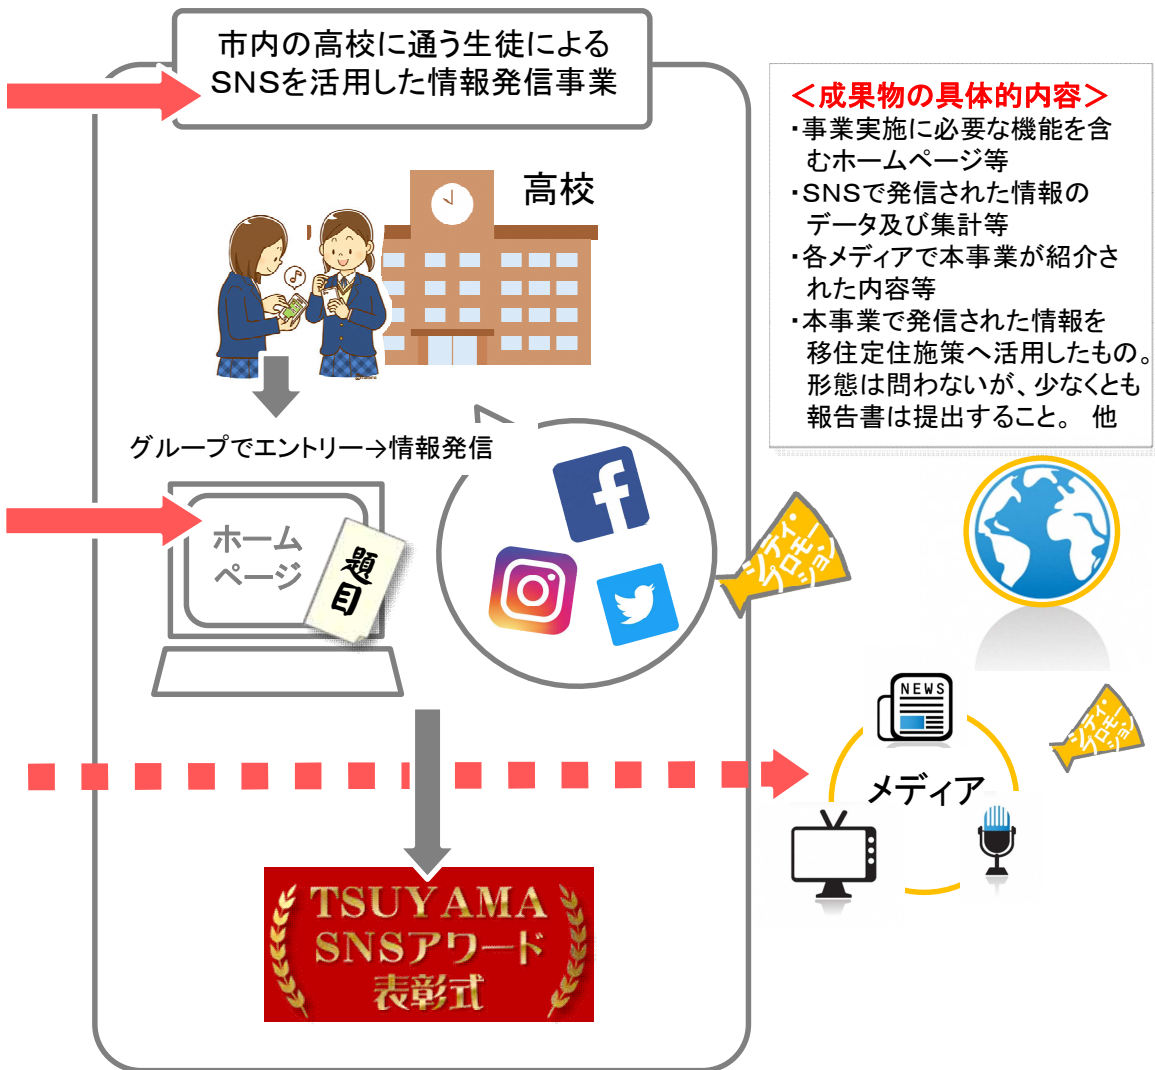 市内の高校に通う生徒による
SNSを活用した情報発信事業
高校
グループでエントリー→情報発信
ホーム
ページ
題目
TSUYAMA
SNSアワード
表彰式
＜成果物の具体的内容＞
・事業実施に必要な機能を含
むホームページ等
・SNSで発信された情報の
データ及び集計等
・各メディアで本事業が紹介さ
れた内容等
・本事業で発信された情報を
移住定住施策へ活用したもの。
形態は問わないが、少なくとも
報告書は提出すること。　他
シティ・
プロモー
ション
NEWS
シティ・
プロモー
ション
メディア